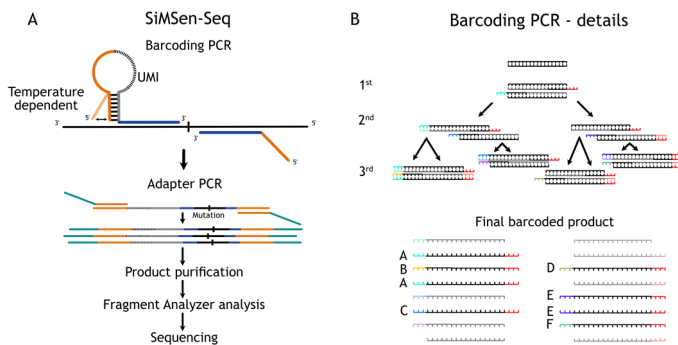 A
SiMSen-Seq
Barcoding PCR
UMI
Temperature
dependent
5'
3'
3'
5'
3'
Adapter PCR
Mutation
Product purification
Fragment Analyzer analysis
Sequencing
B
Barcoding PCR - details
1st
2nd
3rd
Final barcoded product
A
B
A
C
D
E
E
F